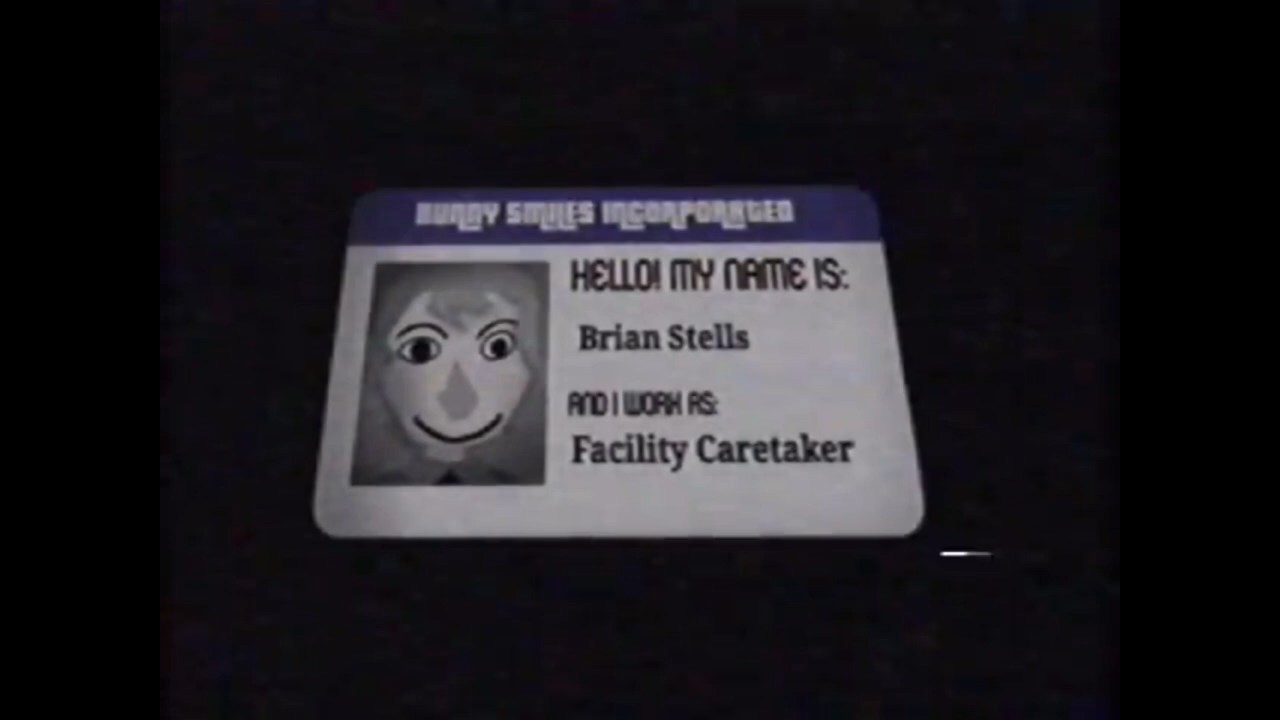 BUNNY SMILES INCORPORATED
HELLO! MY NAME IS:
Brian Stells
AND I WORK AS:
Facility Caretaker